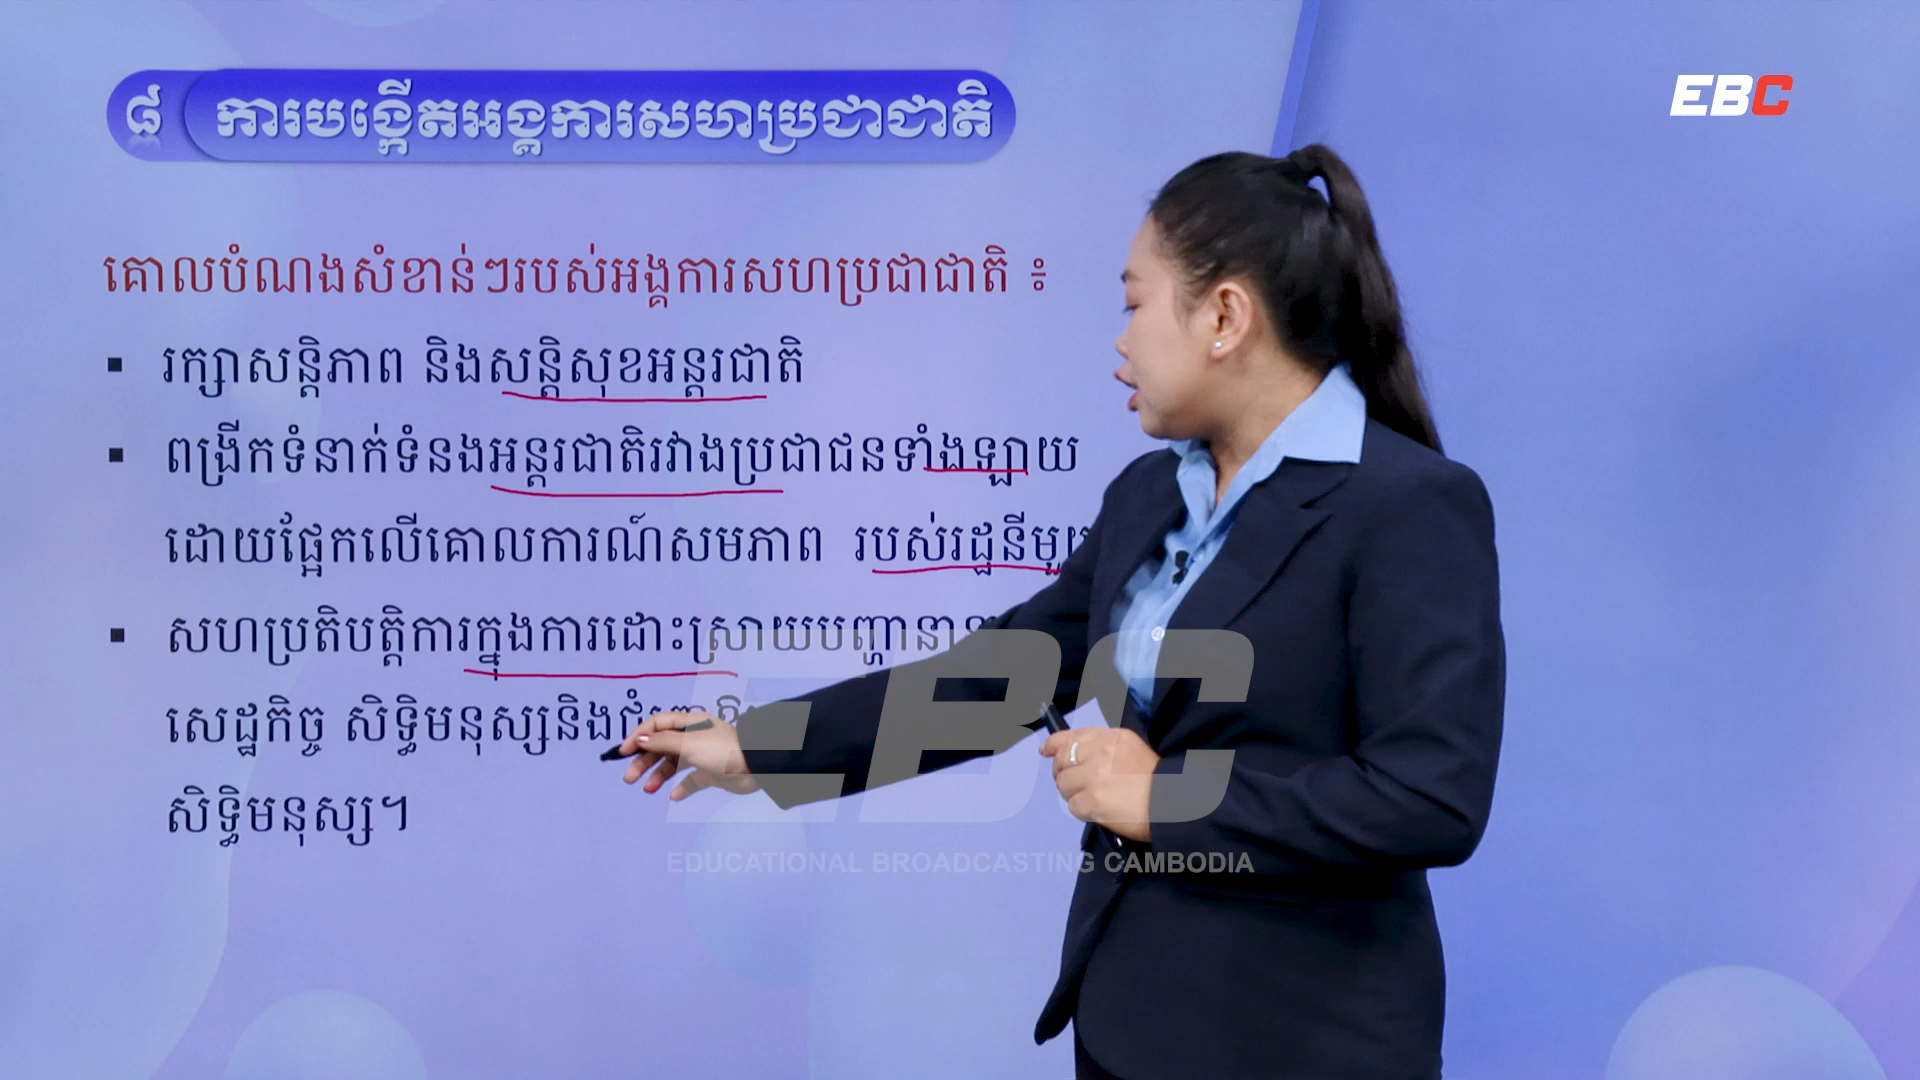 ៨ ការបង្កើតអង្គការសហប្រជាជាតិ
EBC
គោលបំណងសំខាន់ៗរបស់អង្គការសហប្រជាជាតិ ៖
▪ រក្សាសន្តិភាព និងសន្តិសុខអន្តរជាតិ
▪ ពង្រីកទំនាក់ទំនងអន្តរជាតិរវាងប្រជាជនទាំងឡាយ
ដោយផ្អែកលើគោលការណ៍សមភាព របស់រដ្ឋនីមួយ
▪ សហប្រតិបត្តិការក្នុងការដោះស្រាយបញ្ហានានា
សេដ្ឋកិច្ច សិទ្ធិមនុស្សនិង
សិទ្ធិមនុស្ស។
EBC
EDUCATIONAL BROADCASTING CAMBODIA